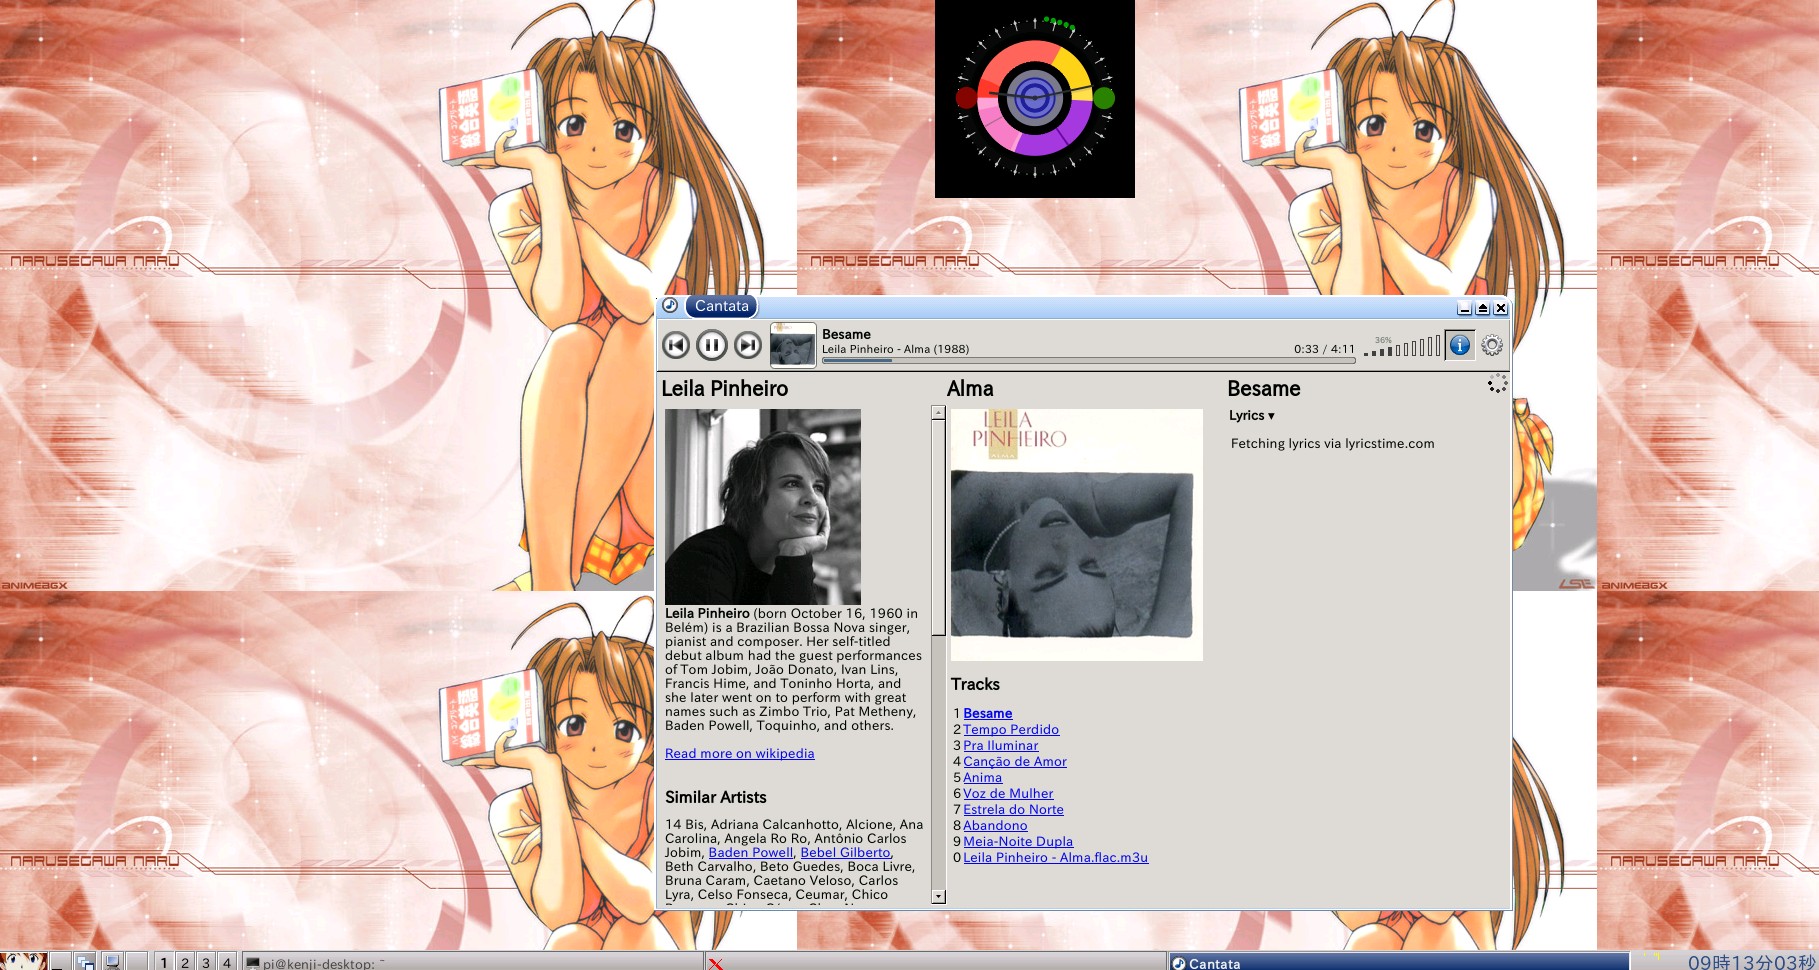 NARUSEGAWA NARU
NARUSEGAWA NARU
NARUSEGAWA NARU
Cantata
Besame
Leila Pinheiro - Alma (1988)
0:33 / 4:11
36%
Leila Pinheiro
Alma
Besame
Lyrics ▾
Fetching lyrics via lyricstime.com
LEILA
PINHEIRO
ALMA
Leila Pinheiro (born October 16, 1960 in
Belém) is a Brazilian Bossa Nova singer,
pianist and composer. Her self-titled
debut album had the guest performances
of Tom Jobim, João Donato, Ivan Lins,
Francis Hime, and Toninho Horta, and
she later went on to perform with great
names such as Zimbo Trio, Pat Metheny,
Baden Powell, Toquinho, and others.
Read more on wikipedia
Similar Artists
14 Bis, Adriana Calcanhotto, Alcione, Ana
Carolina, Angela Ro Ro, Antônio Carlos
Jobim, Baden Powell, Bebel Gilberto,
Beth Carvalho, Beto Guedes, Boca Livre,
Bruna Caram, Caetano Veloso, Carlos
Lyra, Celso Fonseca, Ceumar, Chico
Tracks
1 Besame
2 Tempo Perdido
3 Pra Iluminar
4 Canção de Amor
5 Anima
6 Voz de Mulher
7 Estrela do Norte
8 Abandono
9 Meia-Noite Dupla
0 Leila Pinheiro - Alma.flac.m3u
ANIMEBGX
LSE
ANIMEBGX
NARUSEGAWA NARU
NARUSEGAWA NARU
1 2 3 4
pi@kenji-desktop: ~
Cantata
09時13分03秒